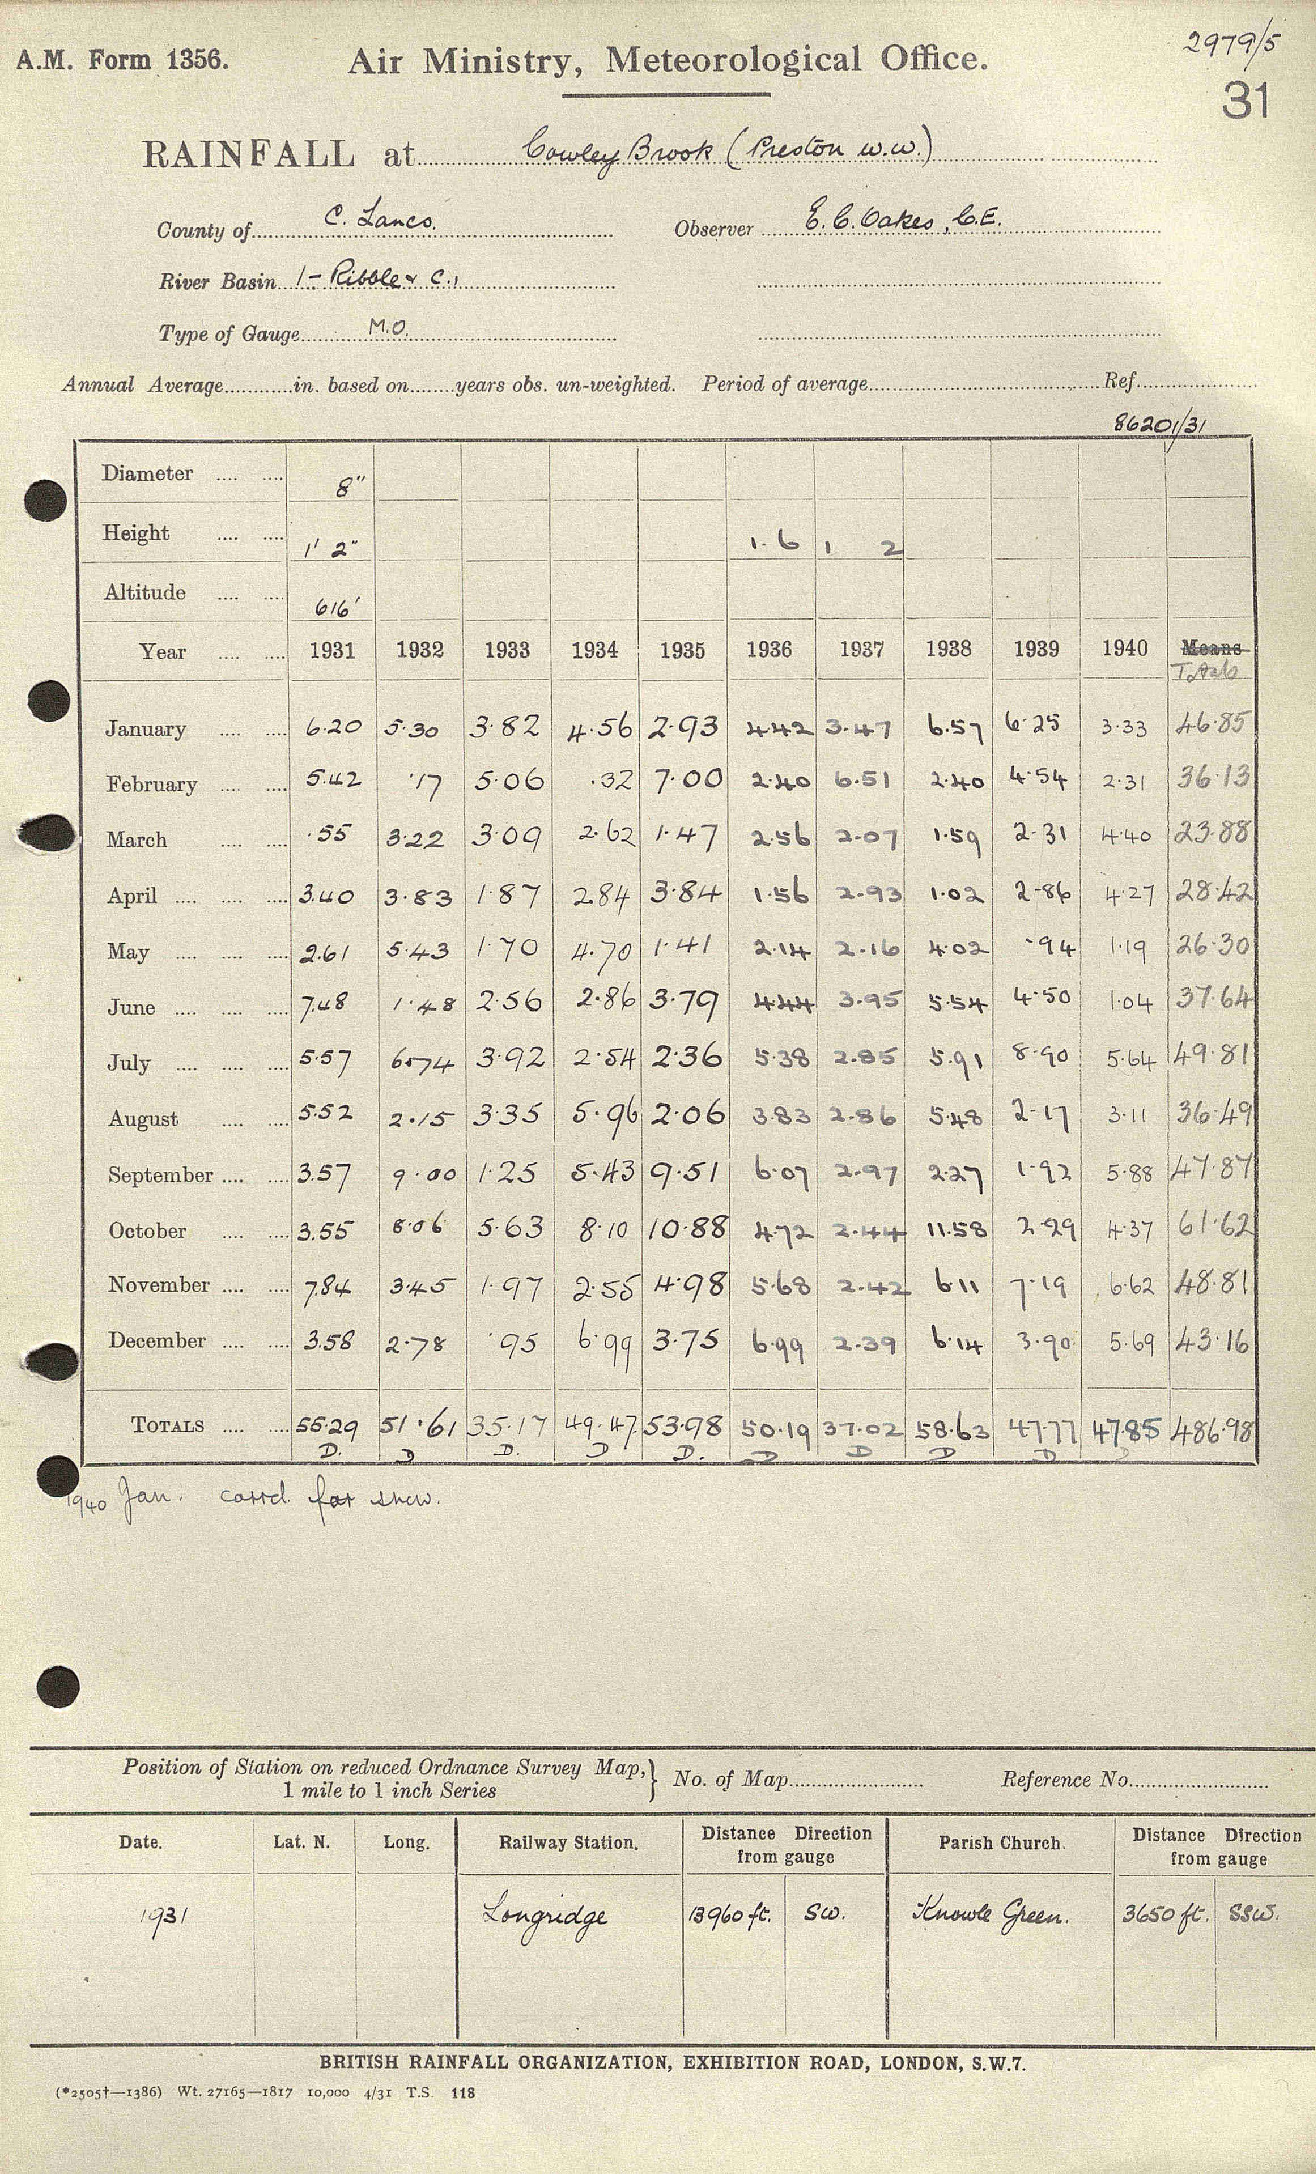 2979/5
A.M. Form 1356. Air Ministry, Meteorological Office.
31
RAINFALL at Cowley Brook (Preston W.W.)
County of C. Lancs. Observer E. C. Oakes, C.E.
River Basin 1 - Ribble & C.,
Type of Gauge M.O.
Annual Average in. based on years obs. un-weighted. Period of average Ref.
86201/31
Diameter 8"
Height 1' 2" 1. 6 1 2
Altitude 616'
Year 1931 1932 1933 1934 1935 1936 1937 1938 1939 1940 Means
Totals
January 6.20 5.30 3.82 4.56 2.93 4.42 3.47 6.57 6.25 3.33 46.85
February 5.42 .17 5.06 .32 7.00 2.40 6.51 2.40 4.54 2.31 36.13
March .55 3.22 3.09 2.62 1.47 2.56 2.07 1.59 2.31 4.40 23.88
April 3.40 3.83 1.87 2.84 3.84 1.56 2.93 1.02 2.86 4.27 28.42
May 2.61 5.43 1.70 4.70 1.41 2.14 2.16 4.02 .94 1.19 26.30
June 7.48 1.48 2.56 2.86 3.79 4.44 3.95 5.54 4.50 1.04 37.64
July 5.57 6.74 3.92 2.54 2.36 5.38 2.85 5.91 8.90 5.64 49.81
August 5.52 2.15 3.35 5.96 2.06 3.83 2.86 5.48 2.17 3.11 36.49
September 3.57 9.00 1.25 5.43 9.51 6.07 2.97 2.27 1.92 5.88 47.87
October 3.55 8.06 5.63 8.10 10.88 4.72 2.44 11.58 2.29 4.37 61.62
November 7.84 3.45 1.97 2.55 4.98 5.68 2.42 6.11 7.19 6.62 48.81
December 3.58 2.78 .95 6.99 3.75 6.99 2.39 6.14 3.90 5.69 43.16
TOTALS 55.29 51.61 35.17 49.47 53.98 50.19 37.02 58.63 47.77 47.85 486.98
D. D D. D D. D D D D D
1940 Jan. corrd. for snow.
Position of Station on reduced Ordnance Survey Map, } No. of Map Reference No.
1 mile to 1 inch Series
Date. Lat. N. Long. Railway Station. Distance Direction from gauge Parish Church. Distance Direction from gauge
1931 Longridge 13960 ft. SW. Knowle Green. 3650 ft. SSW.
BRITISH RAINFALL ORGANIZATION, EXHIBITION ROAD, LONDON, S.W.7.
(*2505†—1386) Wt. 27165—1817 10,000 4/31 T.S. 118